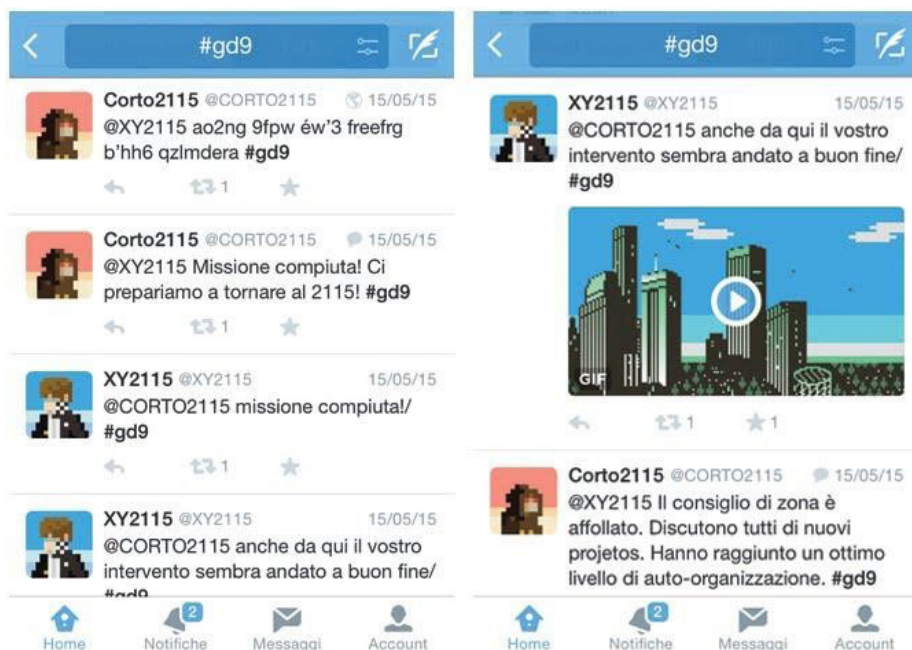 #gd9
Corto2115 @CORTO2115 15/05/15
@XY2115 ao2ng 9fpw éw'3 freefrg
b'hh6 qzlmdera #gd9
1
Corto2115 @CORTO2115 15/05/15
@XY2115 Missione compiuta! Ci
prepariamo a tornare al 2115! #gd9
1
XY2115 @XY2115 15/05/15
@CORTO2115 missione compiuta!/
#gd9
1
XY2115 @XY2115 15/05/15
@CORTO2115 anche da qui il vostro
intervento sembra andato a buon fine/
#gd9
2
Home Notifiche Messaggi Account
#gd9
XY2115 @XY2115 15/05/15
@CORTO2115 anche da qui il vostro
intervento sembra andato a buon fine/
#gd9
GIF
1 1
Corto2115 @CORTO2115 15/05/15
@XY2115 Il consiglio di zona è
affollato. Discutono tutti di nuovi
projetos. Hanno raggiunto un ottimo
livello di auto-organizzazione. #gd9
2
Home Notifiche Messaggi Account